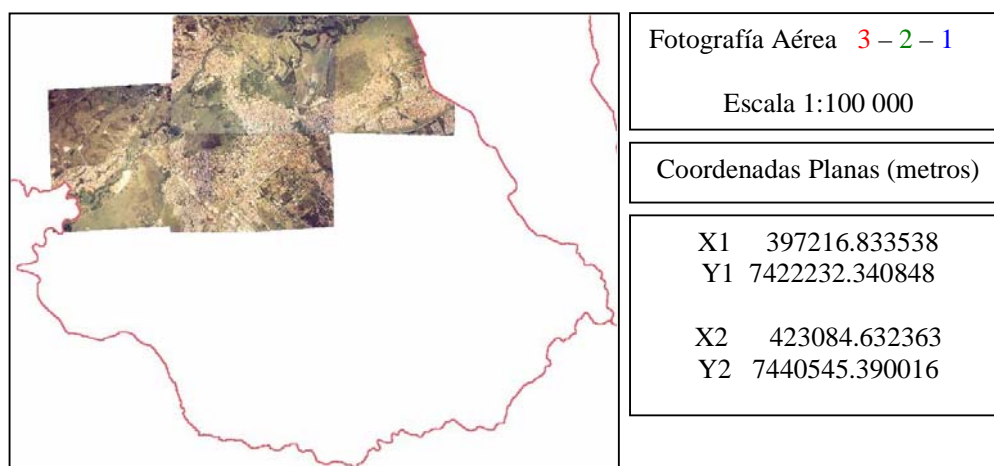 Fotografía Aérea 3 – 2 – 1
Escala 1:100 000
Coordenadas Planas (metros)
X1 397216.833538
Y1 7422232.340848
X2 423084.632363
Y2 7440545.390016